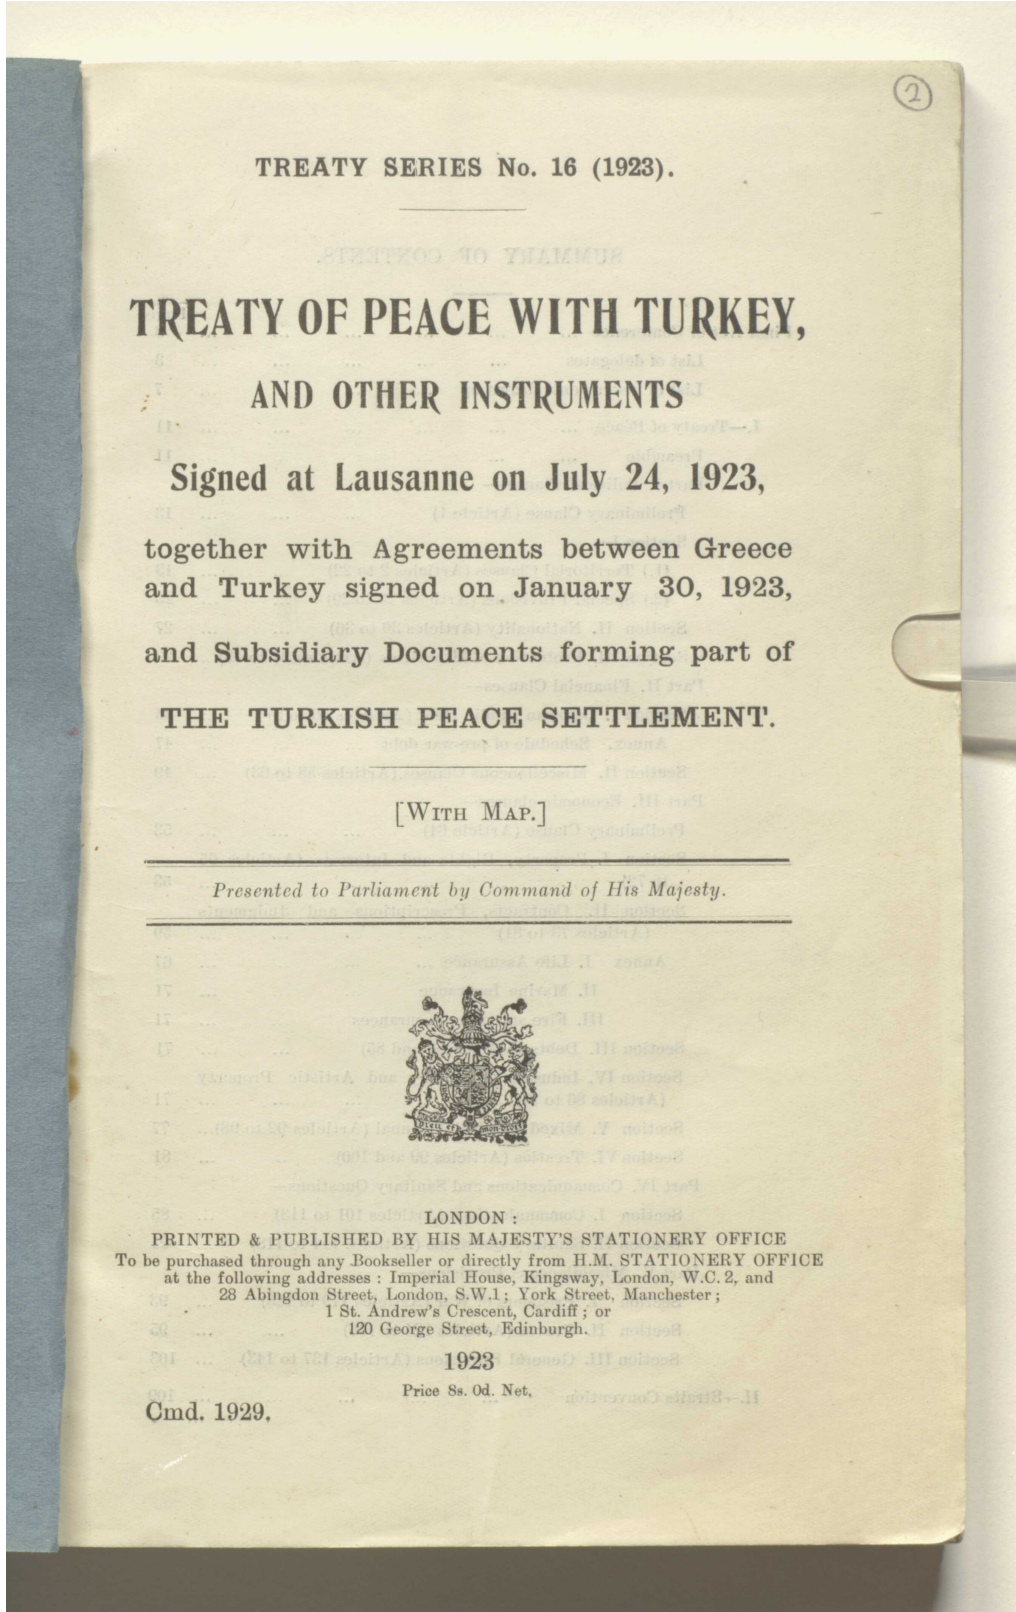 2
TREATY SERIES No. 16 (1923).
TREATY OF PEACE WITH TURKEY,
AND OTHER INSTRUMENTS
Signed at Lausanne on July 24, 1923,
together with Agreements between Greece
and Turkey signed on January 30, 1923,
and Subsidiary Documents forming part of
THE TURKISH PEACE SETTLEMENT.
[WITH MAP.]
Presented to Parliament by Command of His Majesty.
LONDON :
PRINTED & PUBLISHED BY HIS MAJESTY'S STATIONERY OFFICE
To be purchased through any Bookseller or directly from H.M. STATIONERY OFFICE
at the following addresses : Imperial House, Kingsway, London, W.C. 2, and
28 Abingdon Street, London, S.W.1 ; York Street, Manchester ;
1 St. Andrew's Crescent, Cardiff ; or
120 George Street, Edinburgh.
1923
Price 8s. 0d. Net.
Cmd. 1929.